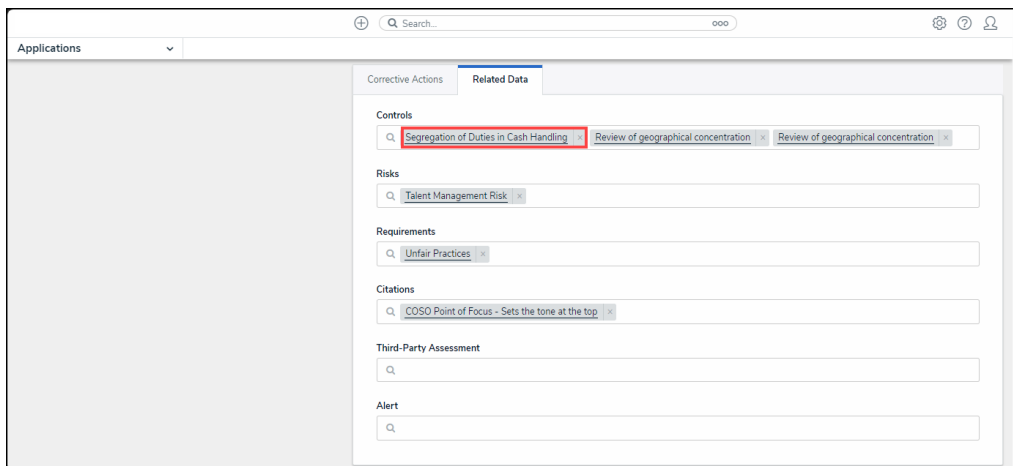 Search...
Applications
Corrective Actions Related Data
Controls
Segregation of Duties in Cash Handling × Review of geographical concentration × Review of geographical concentration ×
Risks
Talent Management Risk ×
Requirements
Unfair Practices ×
Citations
COSO Point of Focus - Sets the tone at the top ×
Third-Party Assessment
Alert